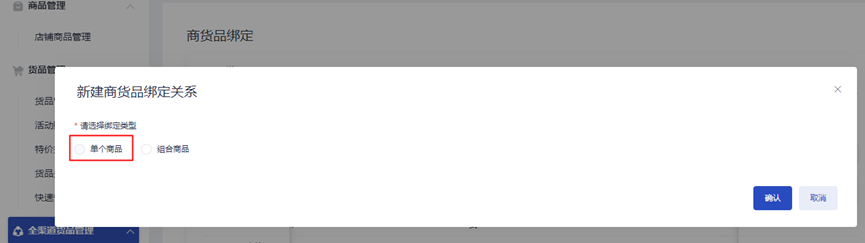 商品管理
店铺商品管理
商货品绑定
货品管理
新建商货品绑定关系
* 请选择绑定类型
单个商品
组合商品
确认
取消
货品
活动
特价
货品
快速
全渠道货品管理